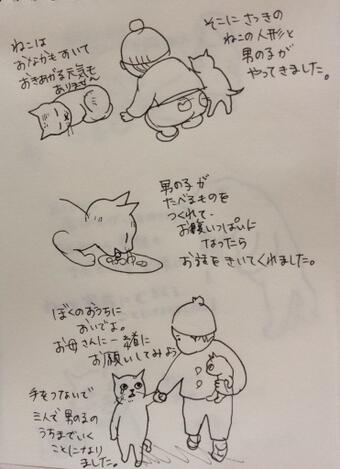 そこにさっきの
ねこの人形と
男の子が
やってきました。
ねこは
おなかもすいて
おきあがる元気も
ありません
男の子が
たべるものを
つくれて、
お腹いっぱいに
なったら
お話をきいてくれました。
ぼくのおうちに
おいでよ。
お母さんに一緒に
お願いしてみよう
手をつないで
三人で男の子の
うちまでいく
ことになり
ました。